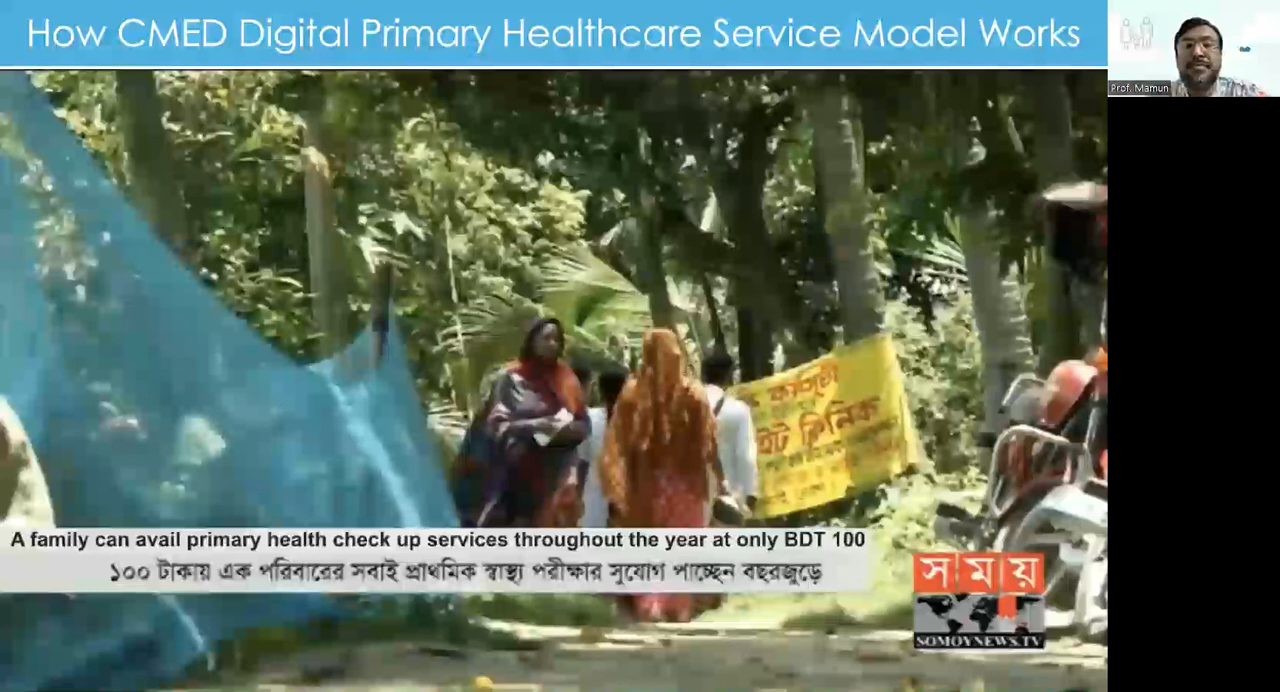 How CMED Digital Primary Healthcare Service Model Works
Prof. Mamun
ইট ক্লিনিক
A family can avail primary health check up services throughout the year at only BDT 100
১০০ টাকায় এক পরিবারের সবাই প্রাথমিক স্বাস্থ্য পরীক্ষার সুযোগ পাচ্ছেন বছরজুড়ে
সময়
SOMOYNEWS.TV